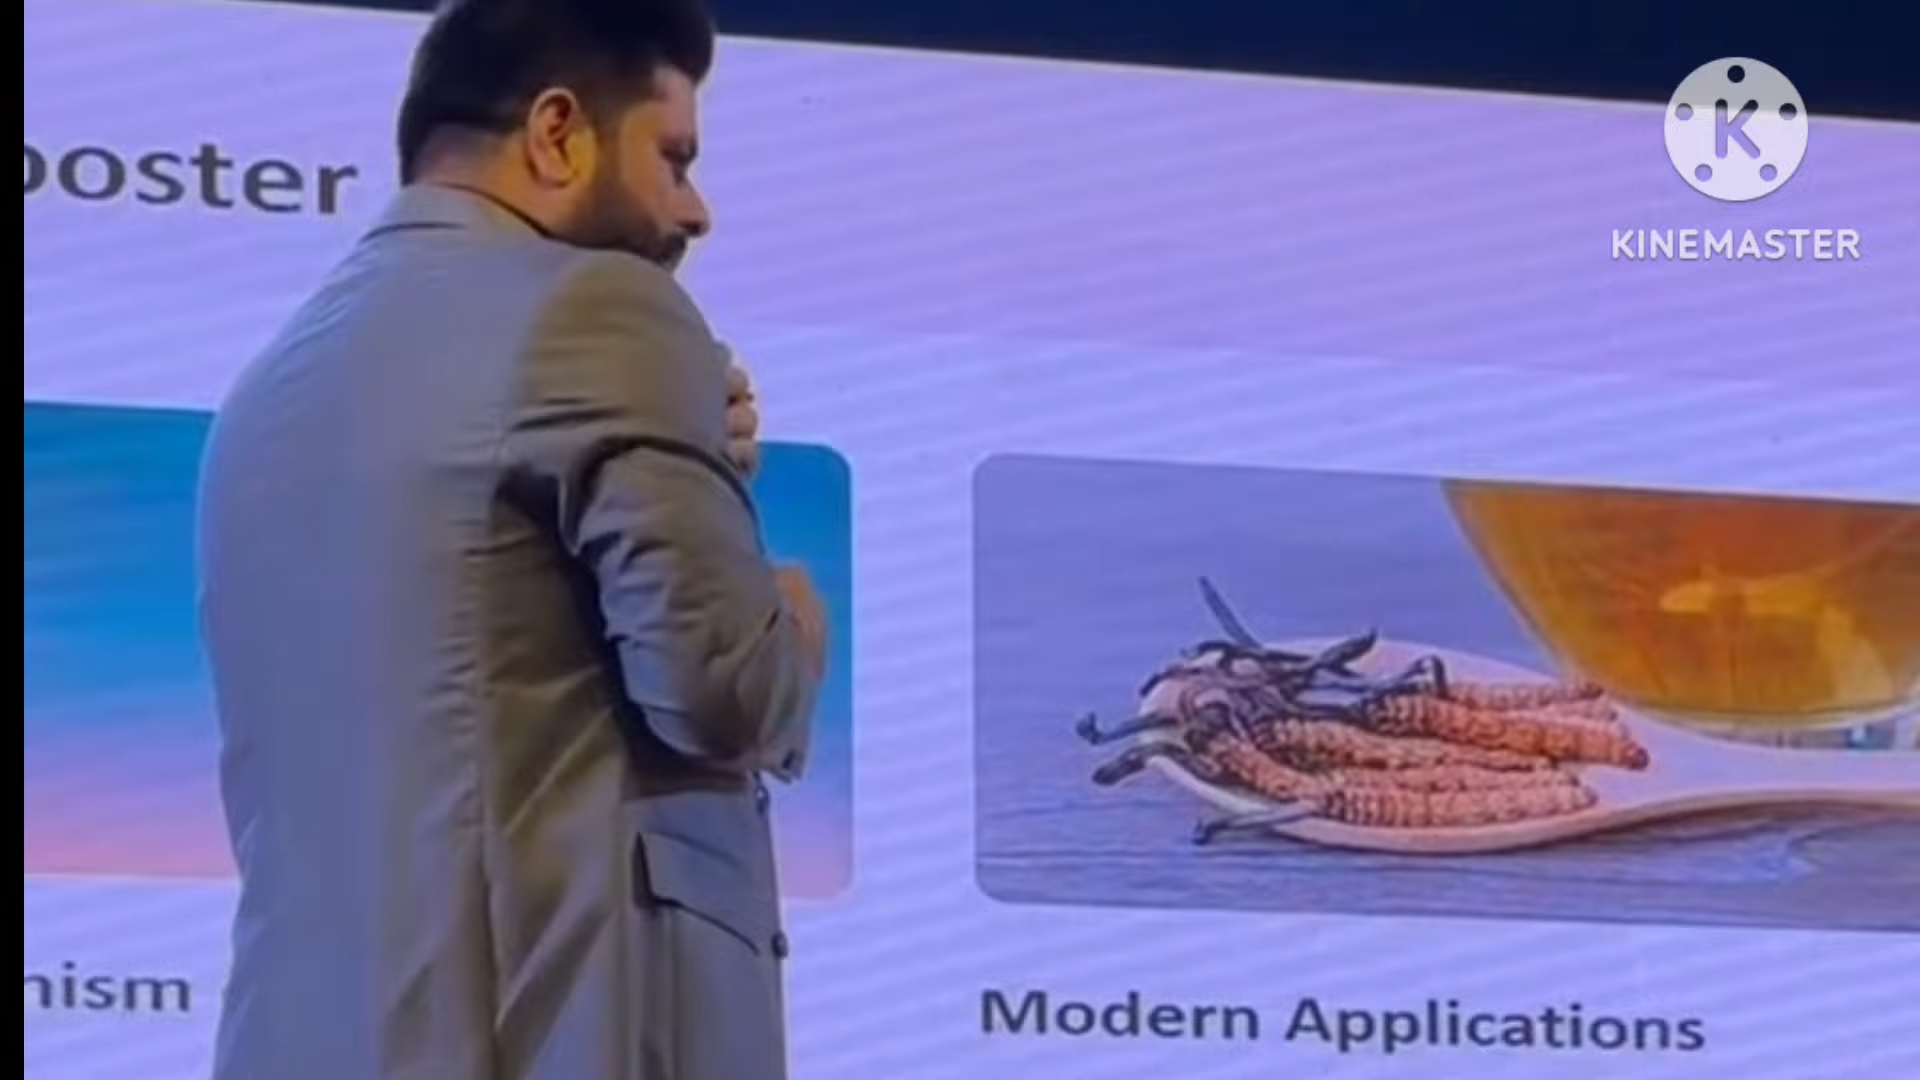 ooster
K
KINEMASTER
nism
Modern Applications